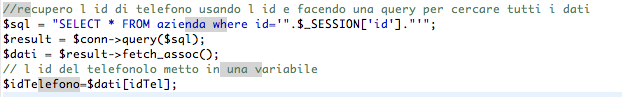 //recupero l id di telefono usando l id e facendo una query per cercare tutti i dati
$sql = "SELECT * FROM azienda where id='".$_SESSION['id']."'";
$result = $conn->query($sql);
$dati = $result->fetch_assoc();
// l id del telefonolo metto in una variabile
$idTelefono=$dati[idTel];